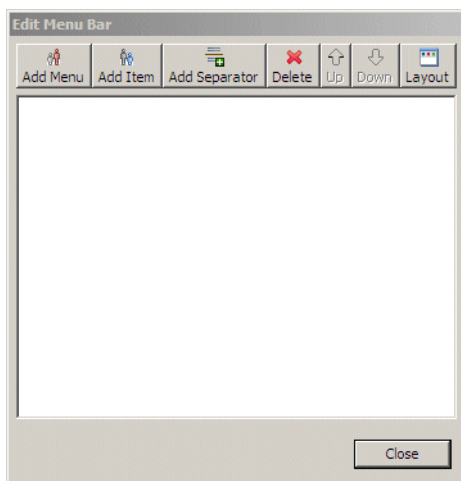 Edit Menu Bar
Add Menu Add Item Add Separator Delete Up Down Layout
Close